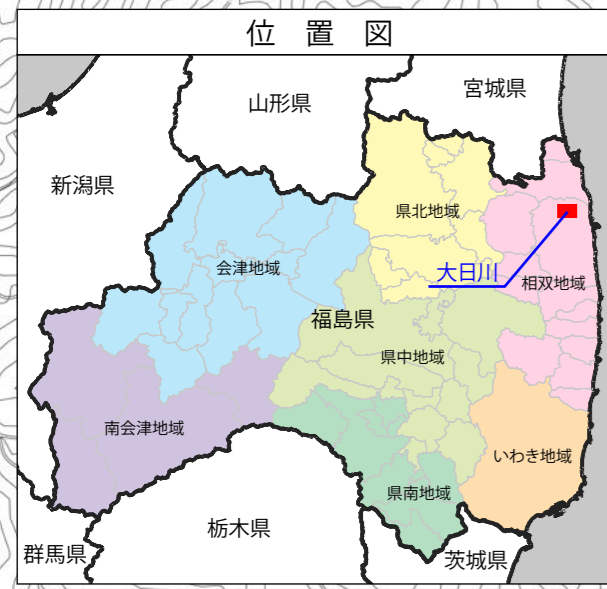 位置図
宮城県
山形県
新潟県
県北地域
会津地域
大日川
相双地域
福島県
県中地域
南会津地域
いわき地域
県南地域
栃木県
群馬県
茨城県